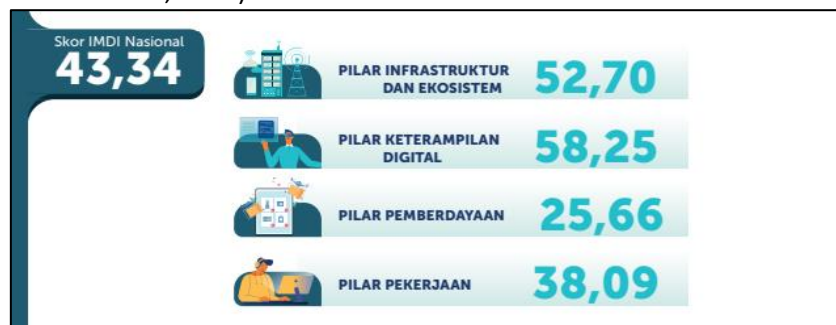 Skor IMDI Nasional
43,34
PILAR INFRASTRUKTUR
DAN EKOSISTEM
52,70
PILAR KETERAMPILAN
DIGITAL
58,25
PILAR PEMBERDAYAAN
25,66
PILAR PEKERJAAN
38,09